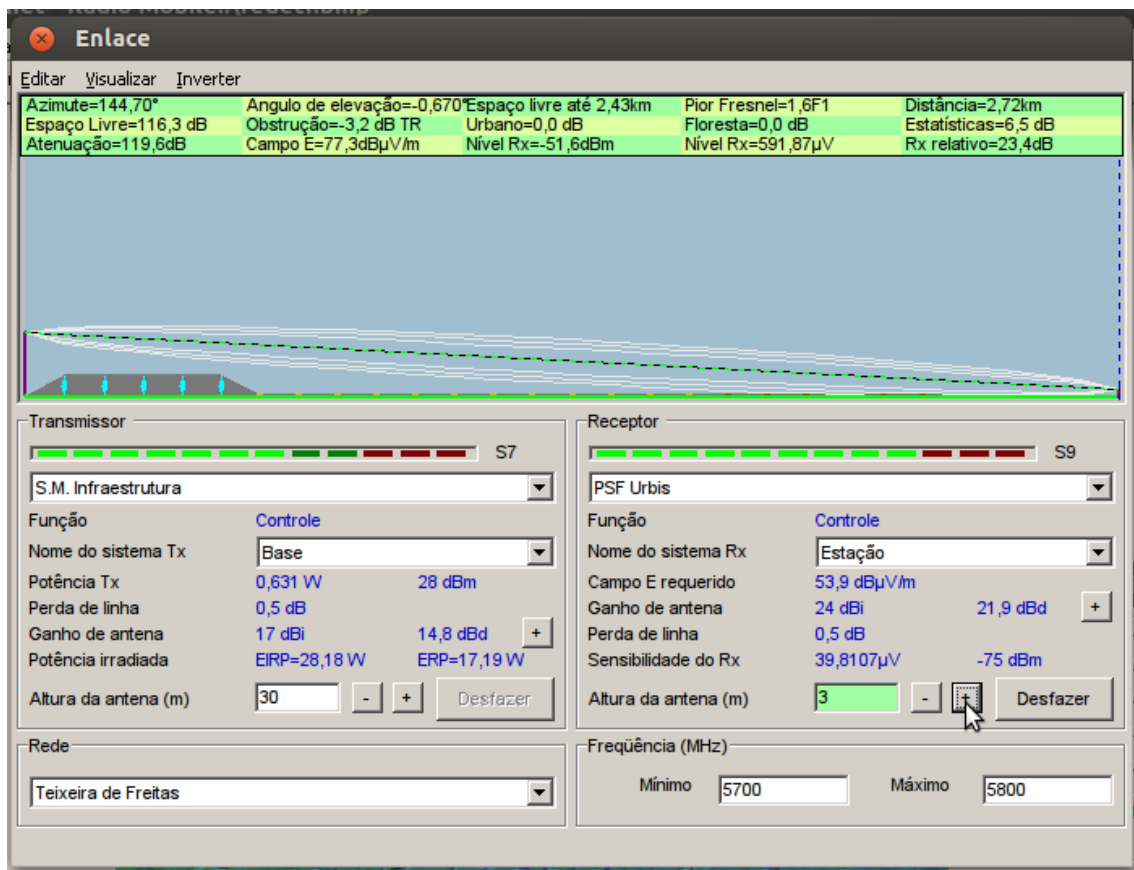 Enlace
Editar Visualizar Inverter
Azimute=144,70° Angulo de elevação=-0,670° Espaço livre até 2,43km Pior Fresnel=1,6F1 Distância=2,72km
Espaço Livre=116,3 dB Obstrução=-3,2 dB TR Urbano=0,0 dB Floresta=0,0 dB Estatísticas=6,5 dB
Atenuação=119,6dB Campo E=77,3dBµV/m Nível Rx=-51,6dBm Nível Rx=591,87µV Rx relativo=23,4dB
Transmissor
S7
S.M. Infraestrutura
Função Controle
Nome do sistema Tx Base
Potência Tx 0,631 W 28 dBm
Perda de linha 0,5 dB
Ganho de antena 17 dBi 14,8 dBd +
Potência irradiada EIRP=28,18 W ERP=17,19 W
Altura da antena (m) 30 - + Desfazer
Rede
Teixeira de Freitas
Receptor
S9
PSF Urbis
Função Controle
Nome do sistema Rx Estação
Campo E requerido 53,9 dBµV/m
Ganho de antena 24 dBi 21,9 dBd +
Perda de linha 0,5 dB
Sensibilidade do Rx 39,8107µV -75 dBm
Altura da antena (m) 3 - + Desfazer
Freqüência (MHz)
Mínimo 5700 Máximo 5800